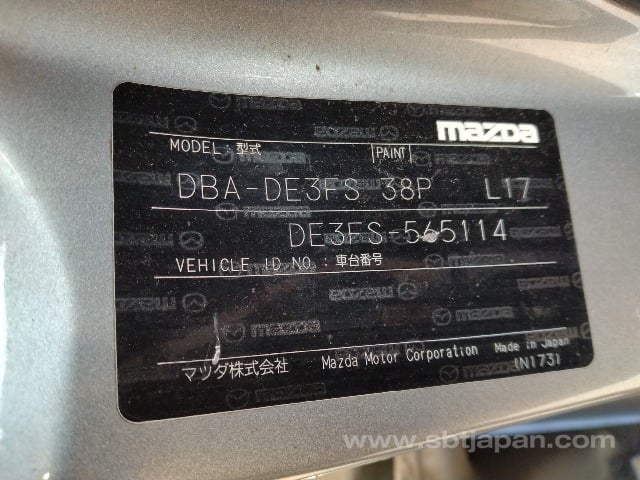 mazda
MODEL : 型式 PAINT
DBA-DE3FS 38P L17
DE3FS-565114
VEHICLE ID NO. : 車台番号
マツダ株式会社 Mazda Motor Corporation Made in Japan
(N173)
www.sbtjapan.com